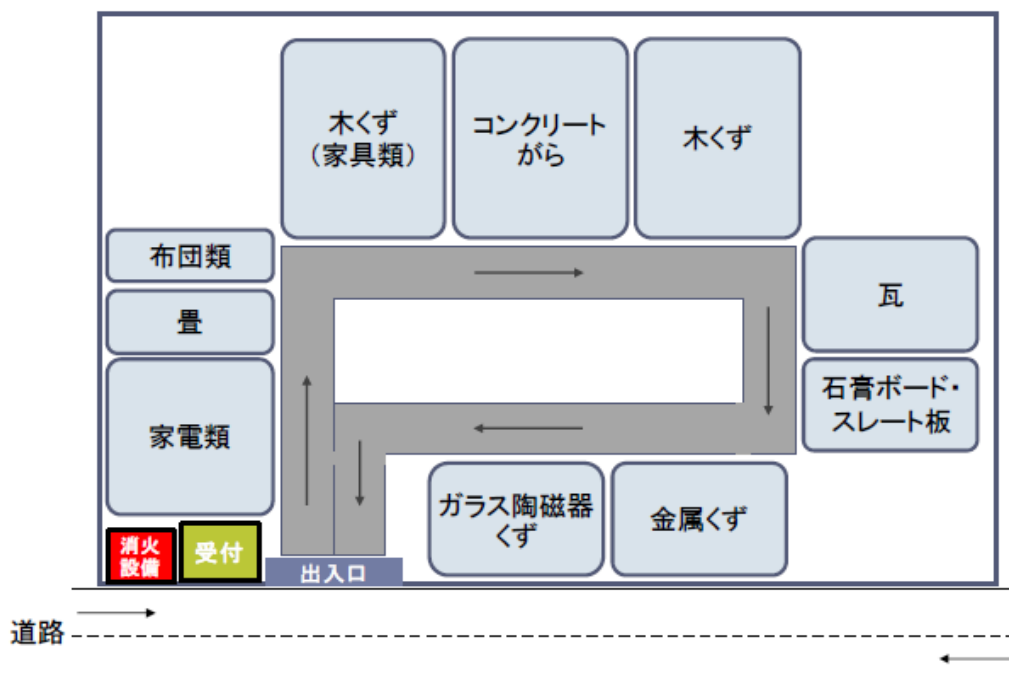 木くず
（家具類）
コンクリート
がら
木くず
布団類
畳
家電類
瓦
石膏ボード・
スレート板
ガラス陶磁器
くず
金属くず
消火
設備
受付
出入口
道路